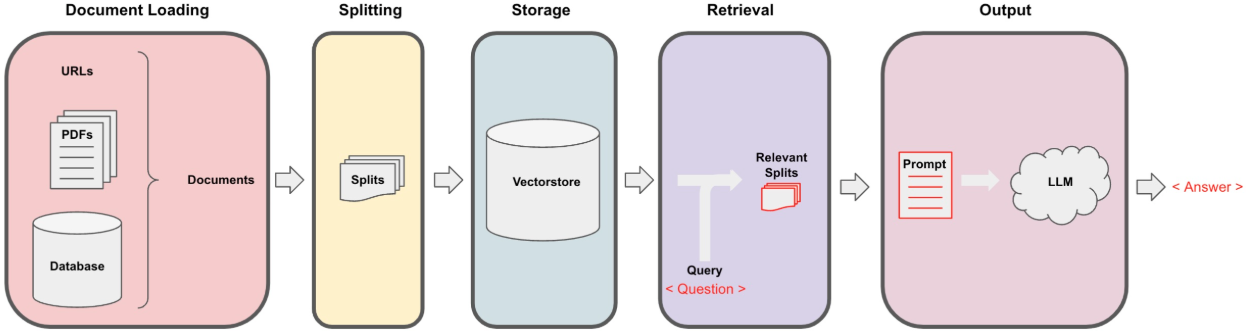 Document Loading
Splitting
Storage
Retrieval
Output
URLs
PDFs
Database
Documents
Splits
Vectorstore
Query
< Question >
Relevant
Splits
Prompt
LLM
< Answer >